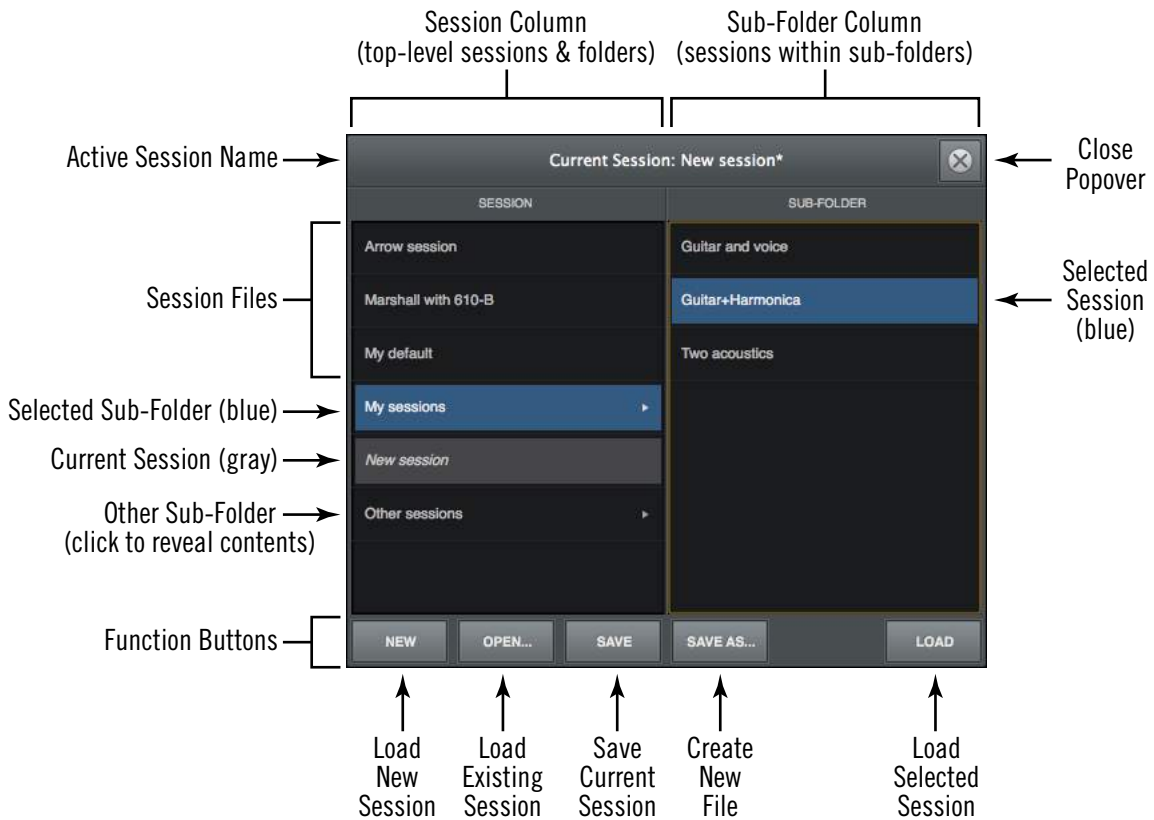 Session Column
(top-level sessions & folders)
Sub-Folder Column
(sessions within sub-folders)
Active Session Name
Current Session: New session*
Close
Popover
SESSION
SUB-FOLDER
Session Files
Arrow session
Marshall with 610-B
My default
Guitar and voice
Guitar+Harmonica
Two acoustics
Selected
Session
(blue)
Selected Sub-Folder (blue)
My sessions
Current Session (gray)
New session
Other Sub-Folder
(click to reveal contents)
Other sessions
Function Buttons
NEW
OPEN...
SAVE
SAVE AS...
LOAD
Load
New
Session
Load
Existing
Session
Save
Current
Session
Create
New
File
Load
Selected
Session